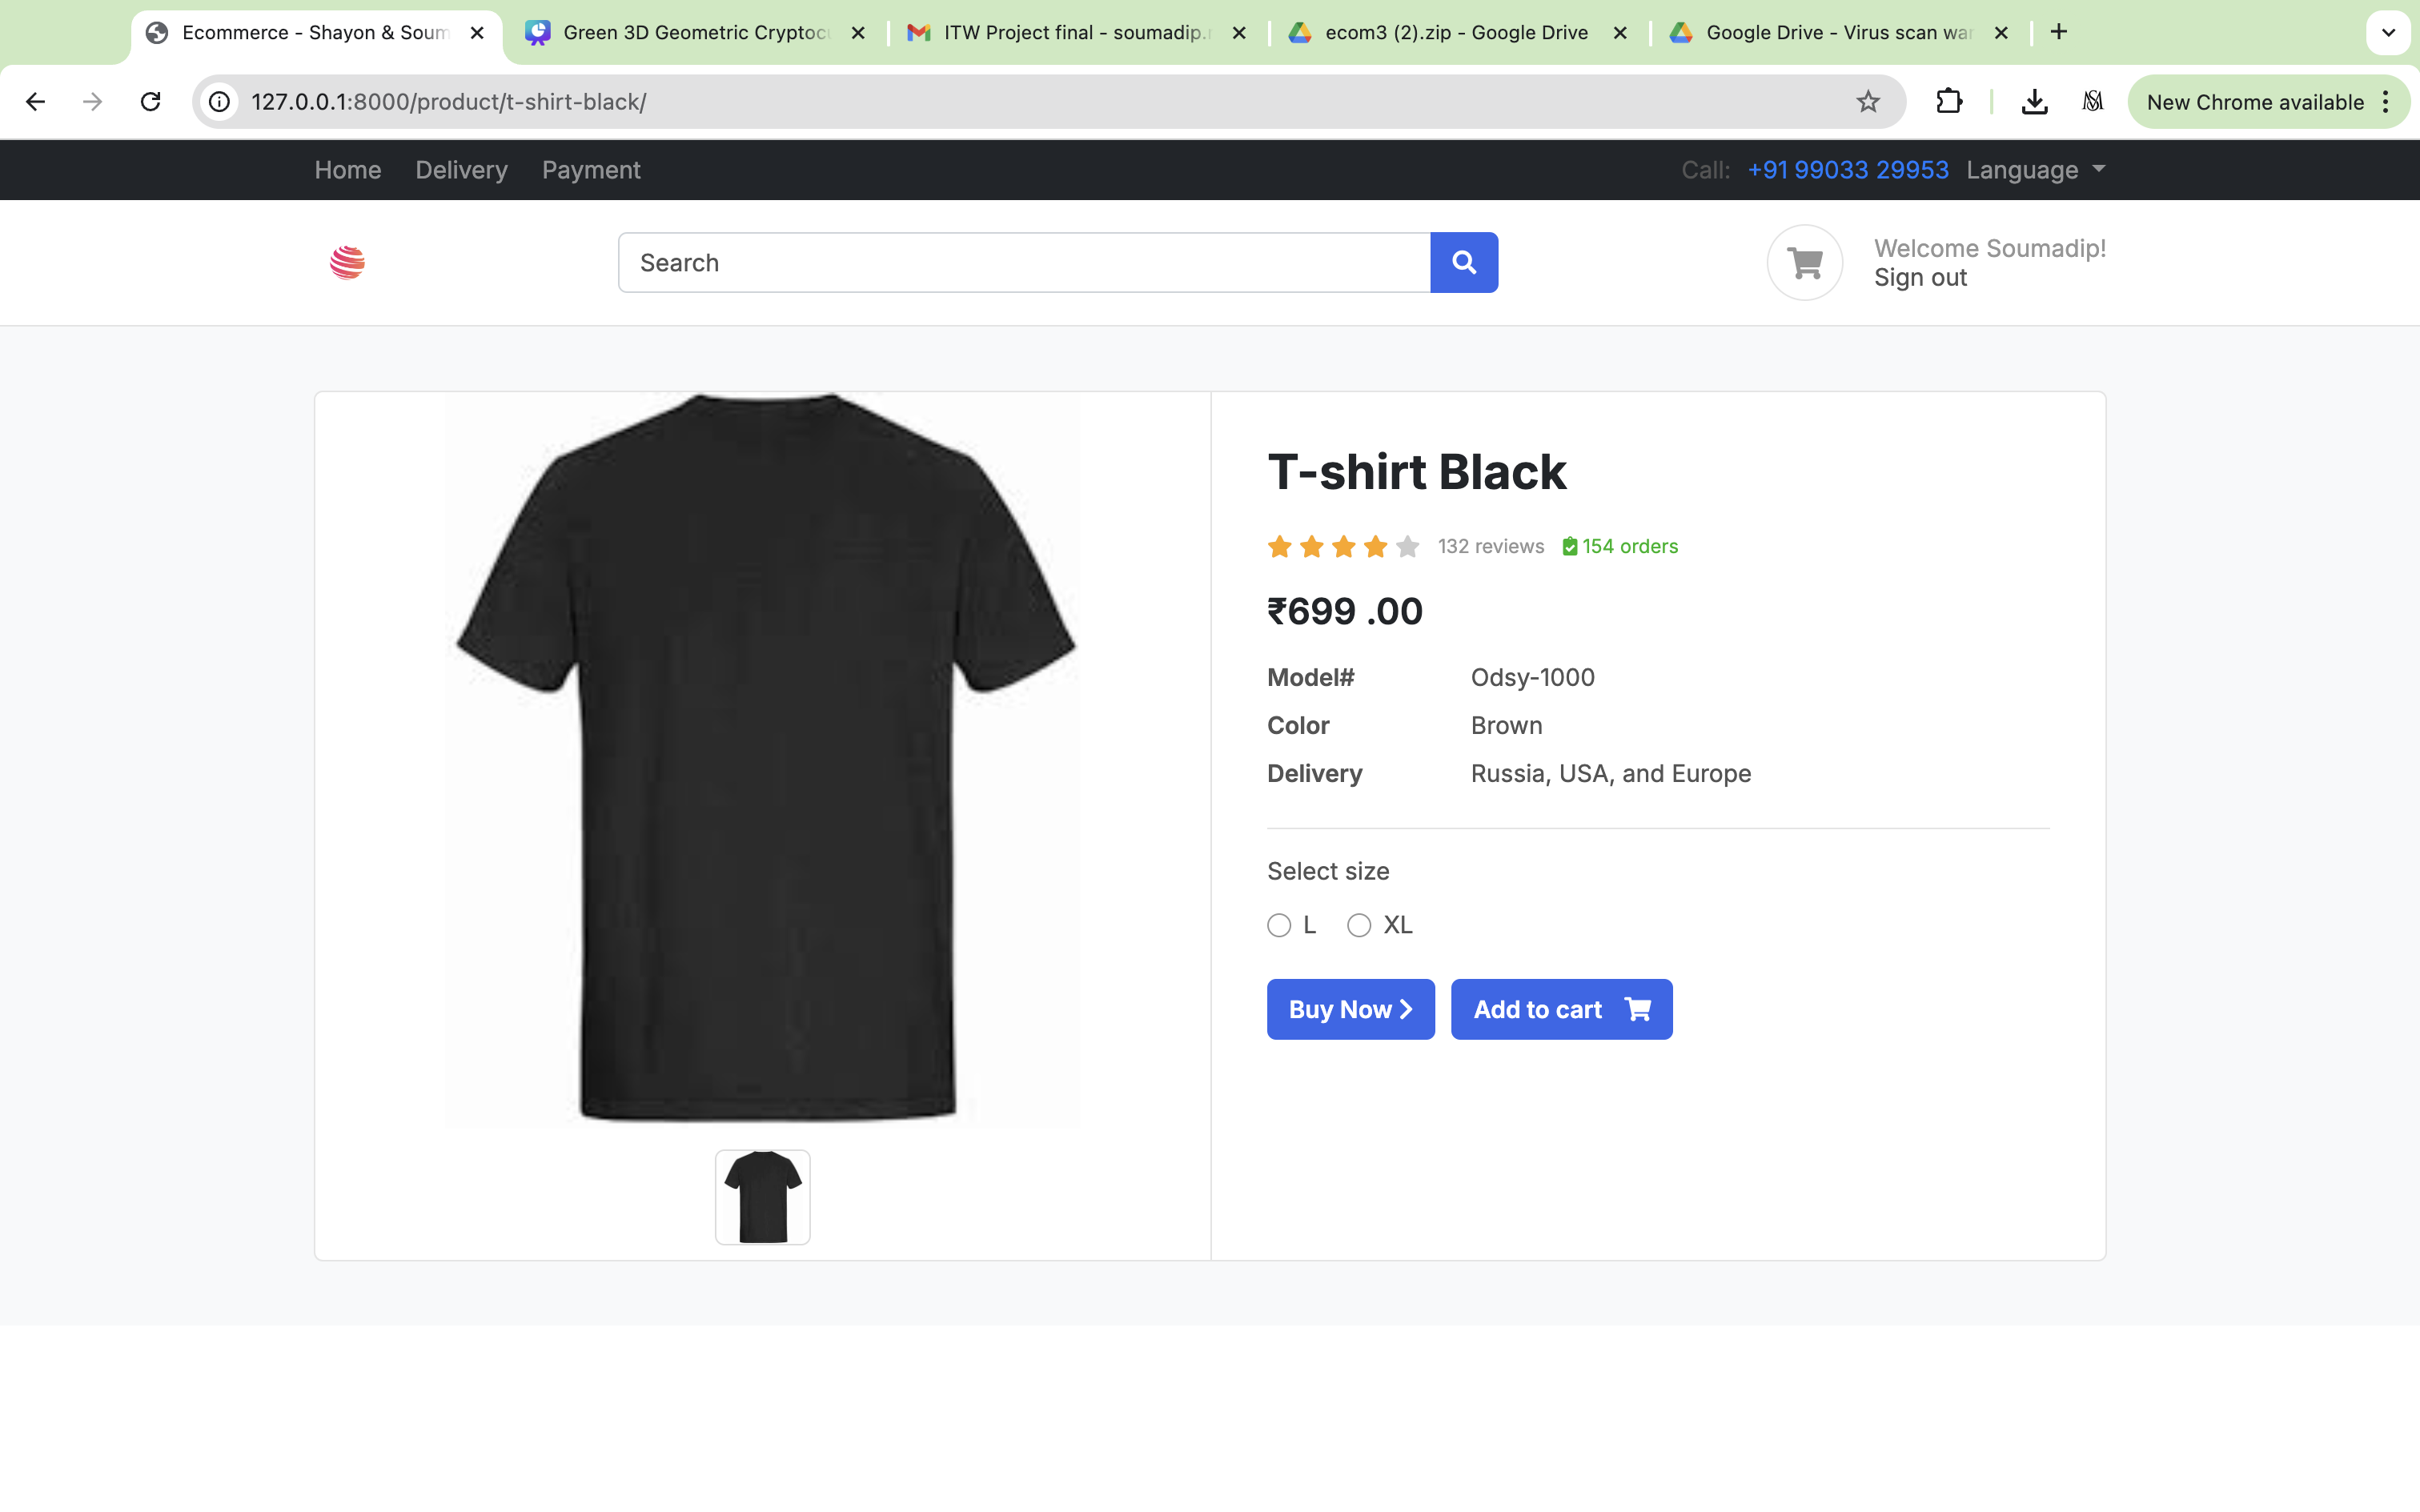 Ecommerce - Shayon & Soum
Green 3D Geometric Cryptoc
ITW Project final - soumadip.
ecom3 (2).zip - Google Drive
Google Drive - Virus scan wa
127.0.0.1:8000/product/t-shirt-black/
New Chrome available
Home Delivery Payment
Call: +91 99033 29953 Language
Search
Welcome Soumadip!
Sign out
T-shirt Black
132 reviews 154 orders
₹699 .00
Model# Odsy-1000
Color Brown
Delivery Russia, USA, and Europe
Select size
L XL
Buy Now Add to cart